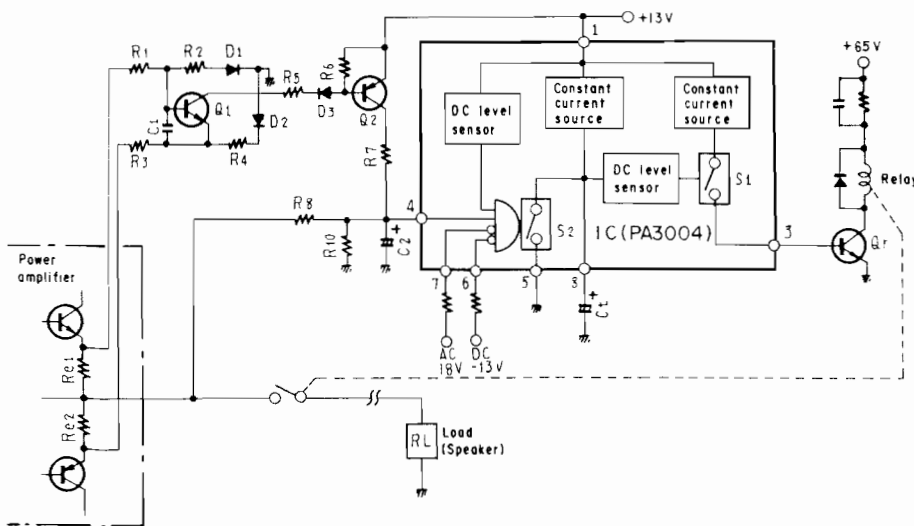 +13V
1
+65V
R1
R2
D1
R5
R6
Q1
D3
Q2
D2
C1
R3
R4
R7
DC level
sensor
Constant
current
source
Constant
current
source
DC level
sensor
S1
Relay
R8
4
S2
IC(PA3004)
3
Qr
R10
C2
7
6
5
8
Ct
AC
18V
DC
-13V
Power
amplifier
Re1
Re2
RL
Load
(Speaker)